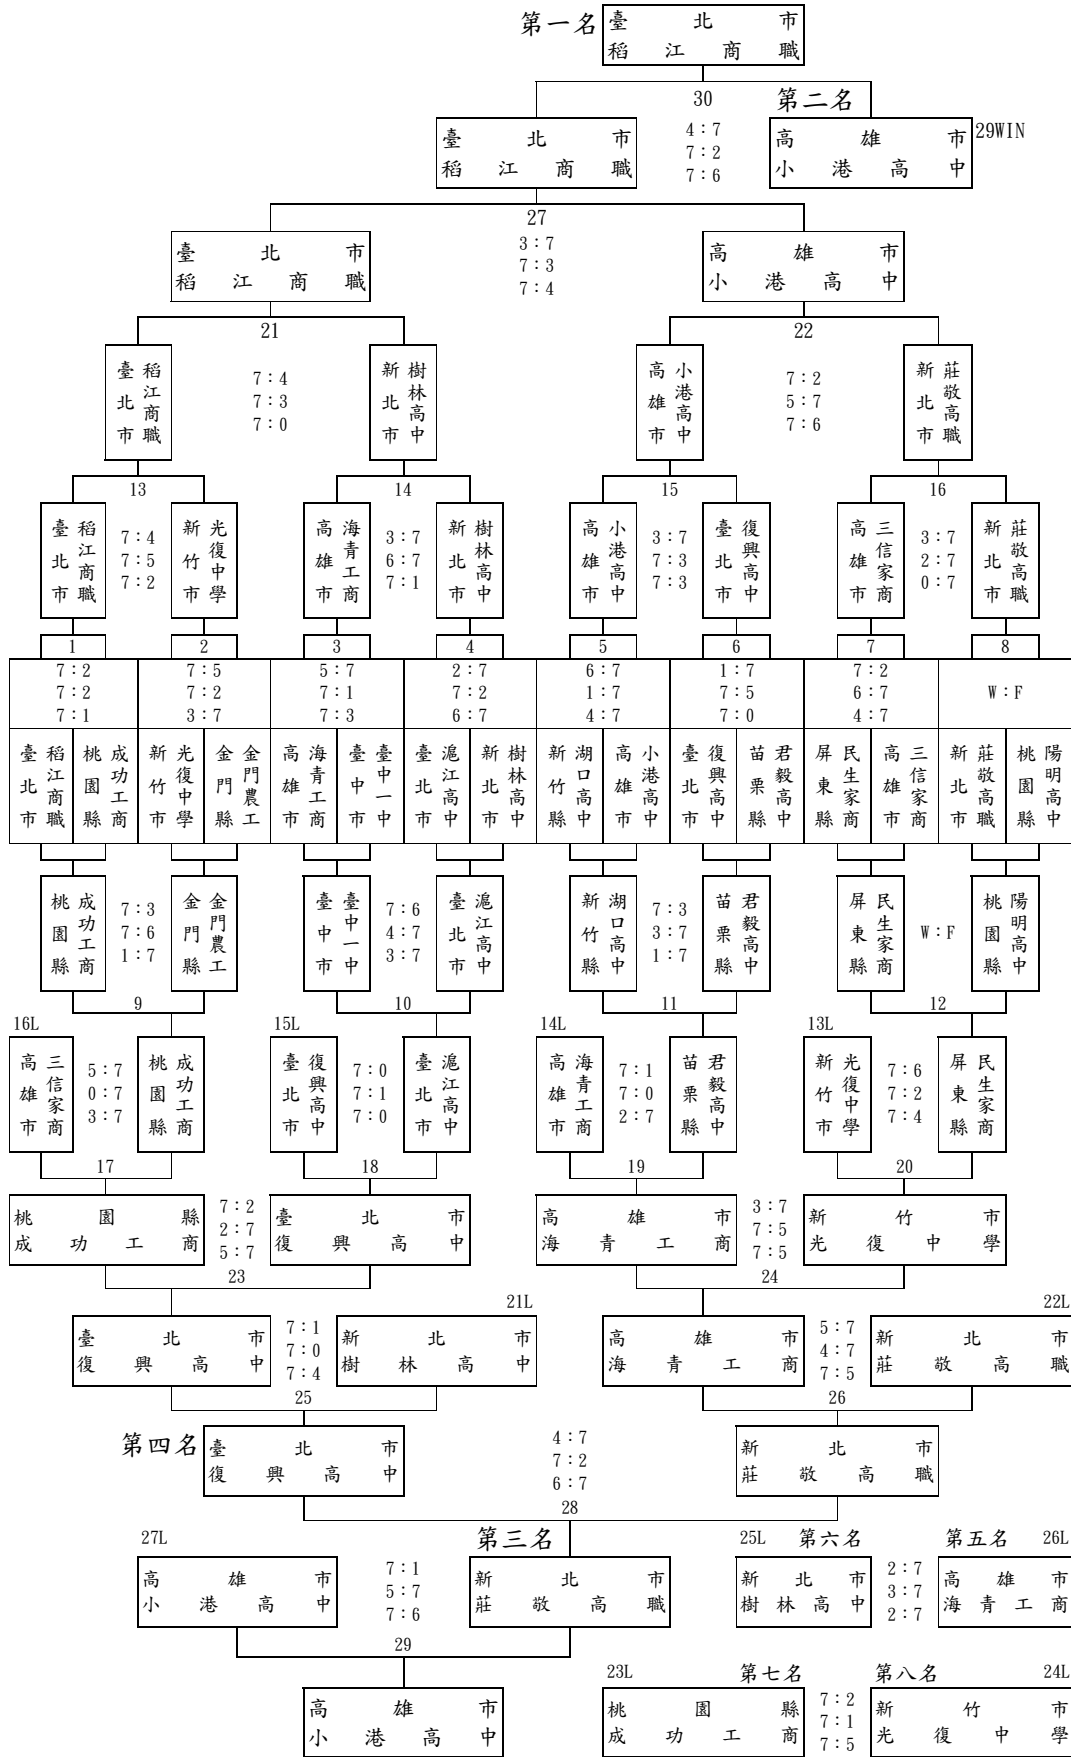 第一名
臺北市
稻江商職
30
第二名
臺北市
稻江商職
4：7
7：2
7：6
高雄市
小港高中
29WIN
27
臺北市
稻江商職
3：7
7：3
7：4
高雄市
小港高中
21
22
臺北市
稻江商職
7：4
7：3
7：0
新北市
樹林高中
高雄市
小港高中
7：2
5：7
7：6
新北市
莊敬高職
13
14
15
16
臺北市
稻江商職
7：4
7：5
7：2
新竹市
光復中學
高雄市
海青工商
3：7
6：7
7：1
新北市
樹林高中
高雄市
小港高中
3：7
7：3
7：3
臺北市
復興高中
高雄市
三信家商
3：7
2：7
0：7
新北市
莊敬高職
1
2
3
4
5
6
7
8
7：2
7：2
7：1
7：5
7：2
3：7
5：7
7：1
7：3
2：7
7：2
6：7
6：7
1：7
4：7
1：7
7：5
7：0
7：2
6：7
4：7
W：F
臺北市
稻江商職
桃園縣
成功工商
新竹市
光復中學
金門縣
金門農工
高雄市
海青工商
臺中市
臺中一中
臺北市
滬江高中
新北市
樹林高中
新竹縣
湖口高中
高雄市
小港高中
臺北市
復興高中
苗栗縣
君毅高中
屏東縣
民生家商
高雄市
三信家商
新北市
莊敬高職
桃園縣
陽明高中
桃園縣
成功工商
7：3
7：6
1：7
金門縣
金門農工
臺中市
臺中一中
7：6
4：7
3：7
臺北市
滬江高中
新竹縣
湖口高中
7：3
3：7
1：7
苗栗縣
君毅高中
屏東縣
民生家商
W：F
桃園縣
陽明高中
9
10
11
12
16L
15L
14L
13L
高雄市
三信家商
5：7
0：7
3：7
桃園縣
成功工商
臺北市
復興高中
7：0
7：1
7：0
臺北市
滬江高中
高雄市
海青工商
7：1
7：0
2：7
苗栗縣
君毅高中
新竹市
光復中學
7：6
7：2
7：4
屏東縣
民生家商
17
18
19
20
桃園縣
成功工商
7：2
2：7
5：7
臺北市
復興高中
高雄市
海青工商
3：7
7：5
7：5
新竹市
光復中學
23
24
21L
22L
臺北市
復興高中
7：1
7：0
7：4
新北市
樹林高中
高雄市
海青工商
5：7
4：7
7：5
新北市
莊敬高職
25
26
第四名
臺北市
復興高中
4：7
7：2
6：7
新北市
莊敬高職
28
27L
第三名
25L
第六名
第五名
26L
高雄市
小港高中
7：1
5：7
7：6
新北市
莊敬高職
新北市
樹林高中
2：7
3：7
2：7
高雄市
海青工商
29
23L
第七名
第八名
24L
高雄市
小港高中
桃園縣
成功工商
7：2
7：1
7：5
新竹市
光復中學